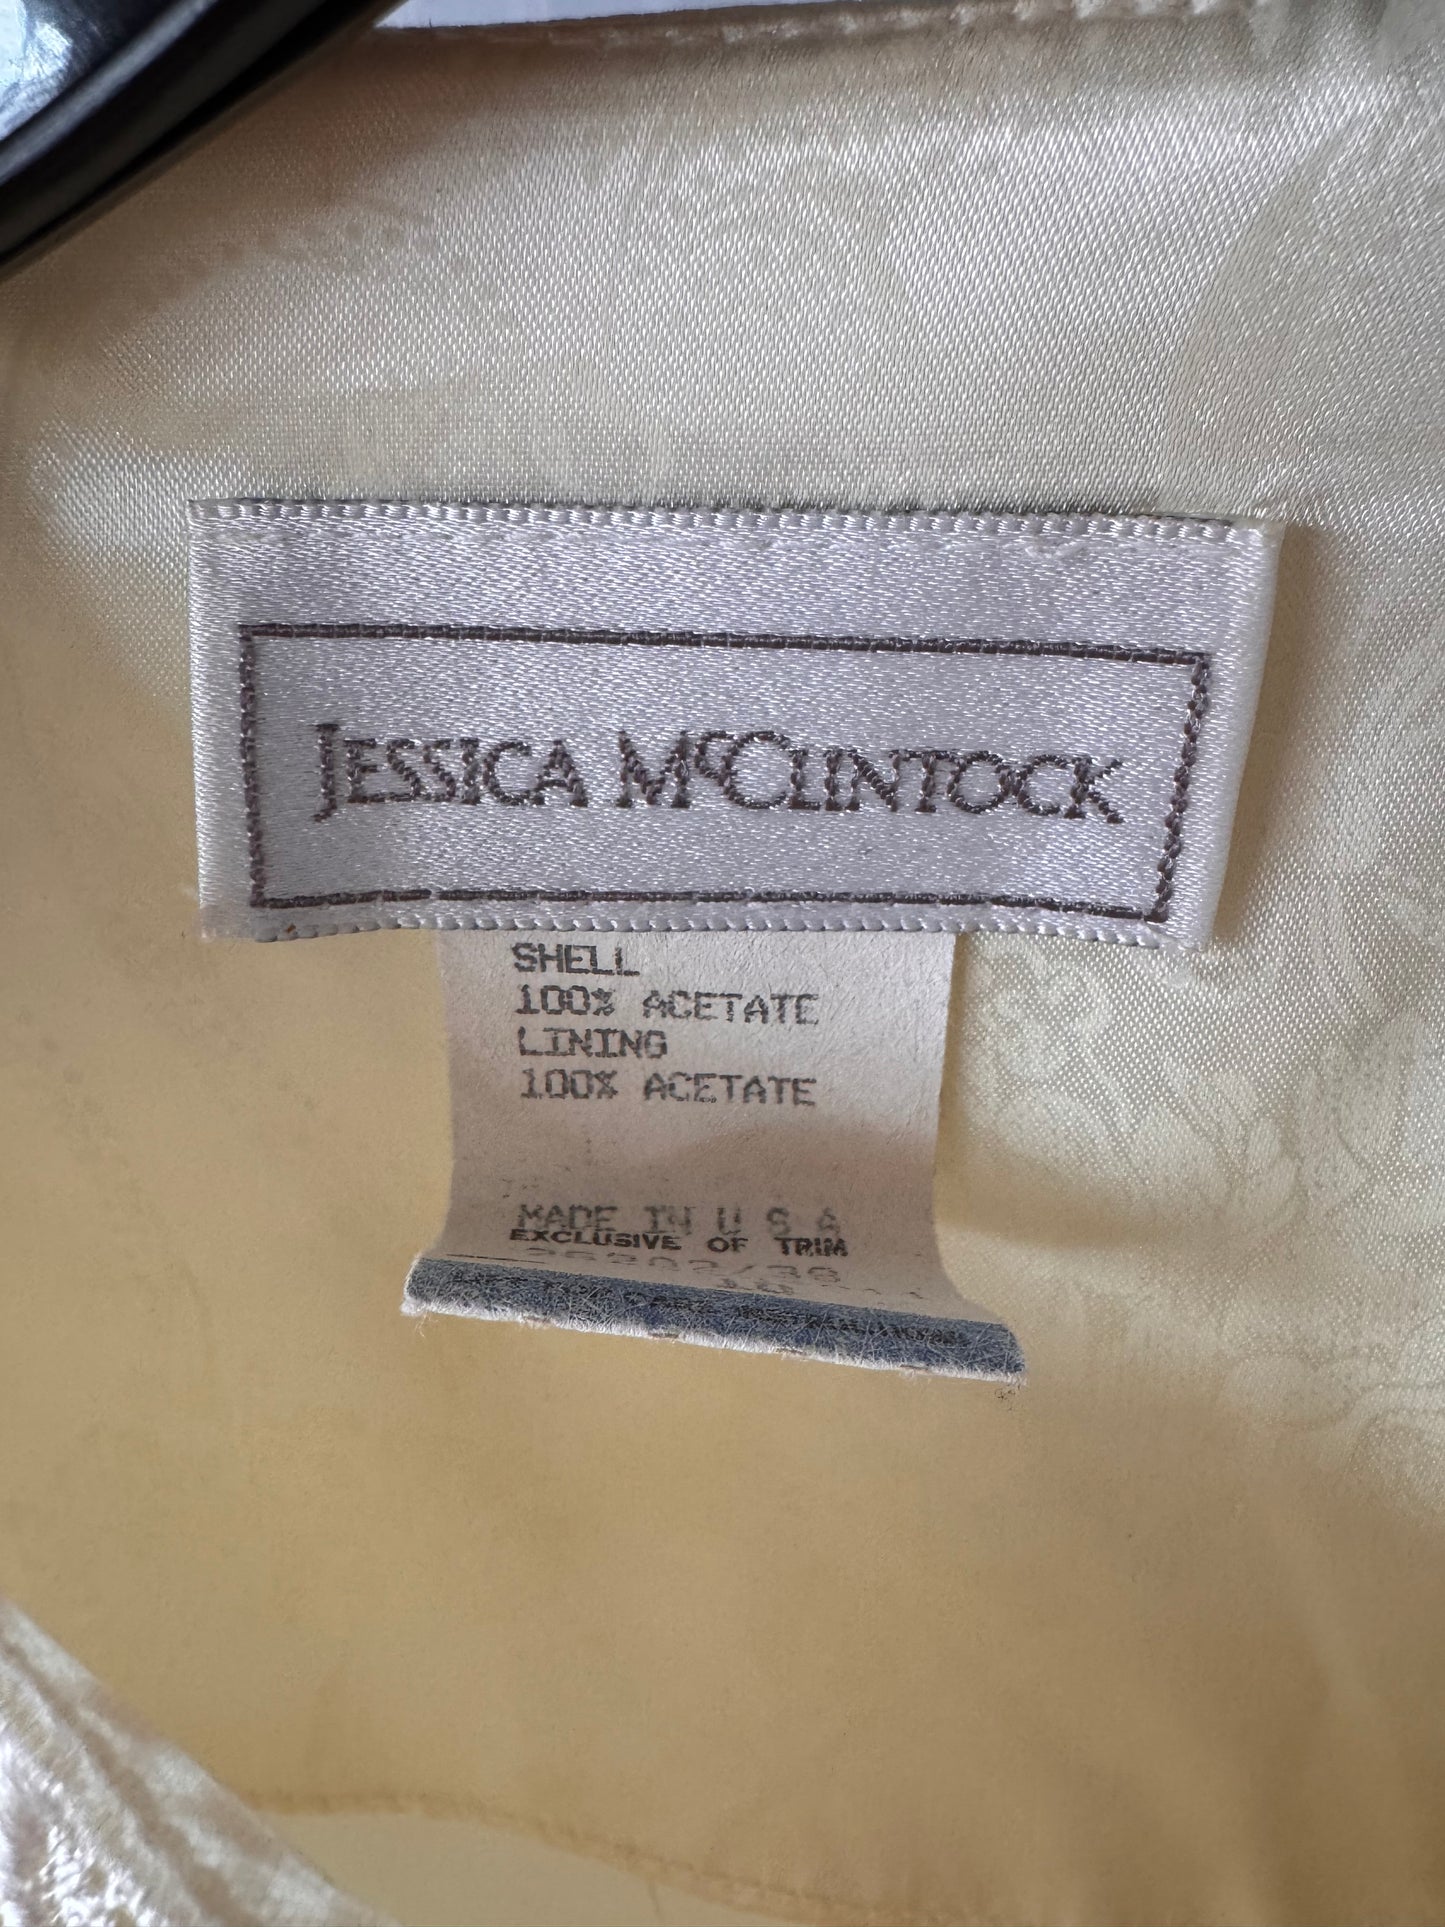 JESSICA McCLINTOCK
SHELL
100% ACETATE
LINING
100% ACETATE
MADE IN U S A
EXCLUSIVE OF TRIM